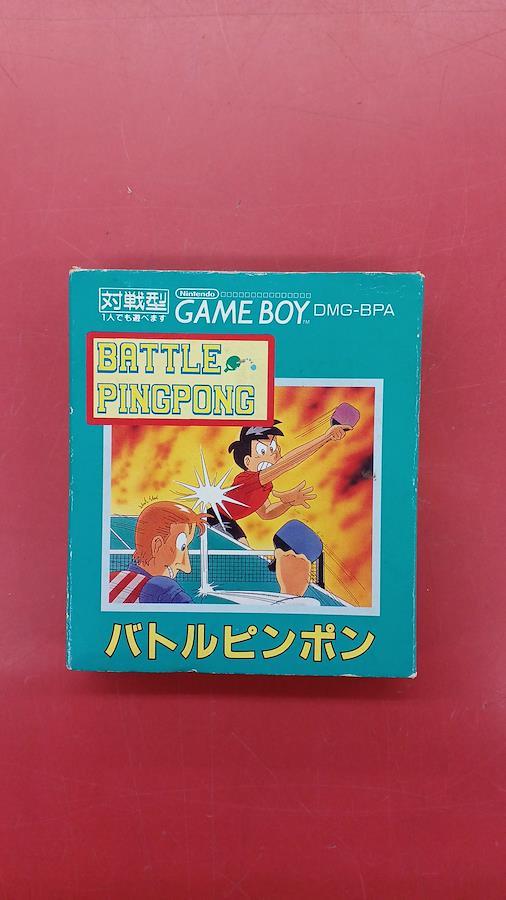 対戦型
1人でも遊べます
Nintendo
GAME BOY™
DMG-BPA
BATTLE
PINGPONG
バトルピンポン